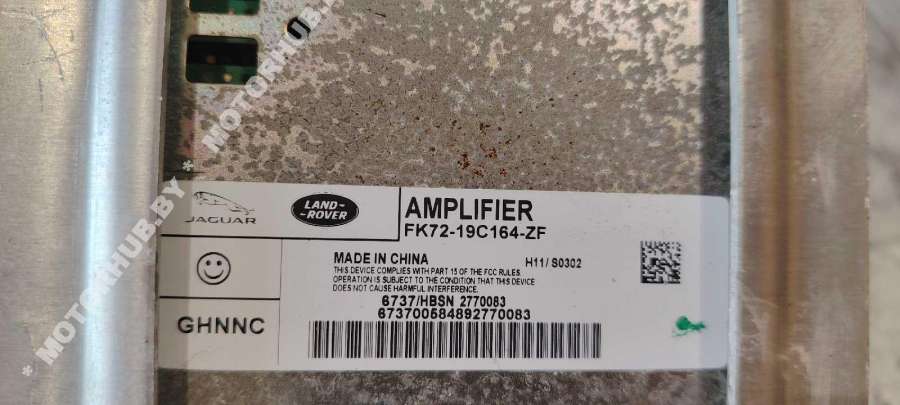 JAGUAR
LAND-
ROVER
AMPLIFIER
FK72-19C164-ZF
MADE IN CHINA
H11/ S0302
THIS DEVICE COMPLIES WITH PART 15 OF THE FCC RULES.
OPERATION IS SUBJECT TO THE CONDITION THAT THIS DEVICE
DOES NOT CAUSE HARMFUL INTERFERENCE.
6737/HBSN 2770083
673700584892770083
GHNNC
* MOTORHUB.BY * MOTORHUB.BY